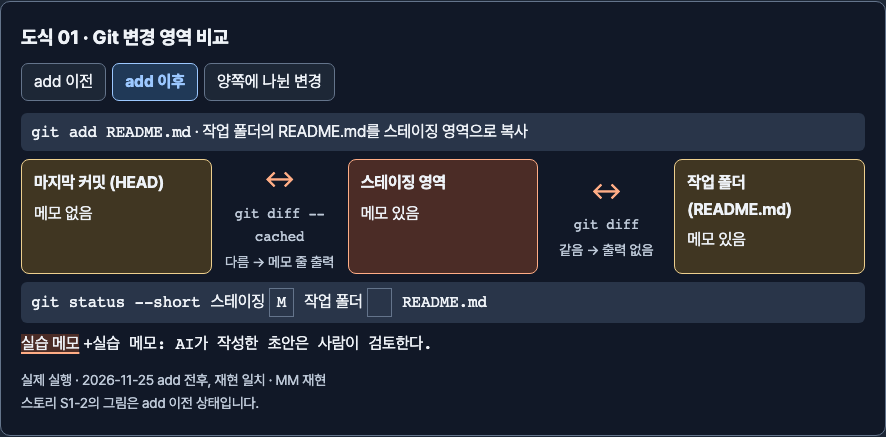 도식 01 · Git 변경 영역 비교
add 이전
add 이후
양쪽에 나뉜 변경
git add README.md · 작업 폴더의 README.md를 스테이징 영역으로 복사
마지막 커밋 (HEAD)
메모 없음
git diff --
cached
다름 → 메모 줄 출력
스테이징 영역
메모 있음
git diff
같음 → 출력 없음
작업 폴더
(README.md)
메모 있음
git status --short 스테이징 M 작업 폴더 README.md
실습 메모 +실습 메모: AI가 작성한 초안은 사람이 검토한다.
실제 실행 · 2026-11-25 add 전후, 재현 일치 · MM 재현
스토리 S1-2의 그림은 add 이전 상태입니다.